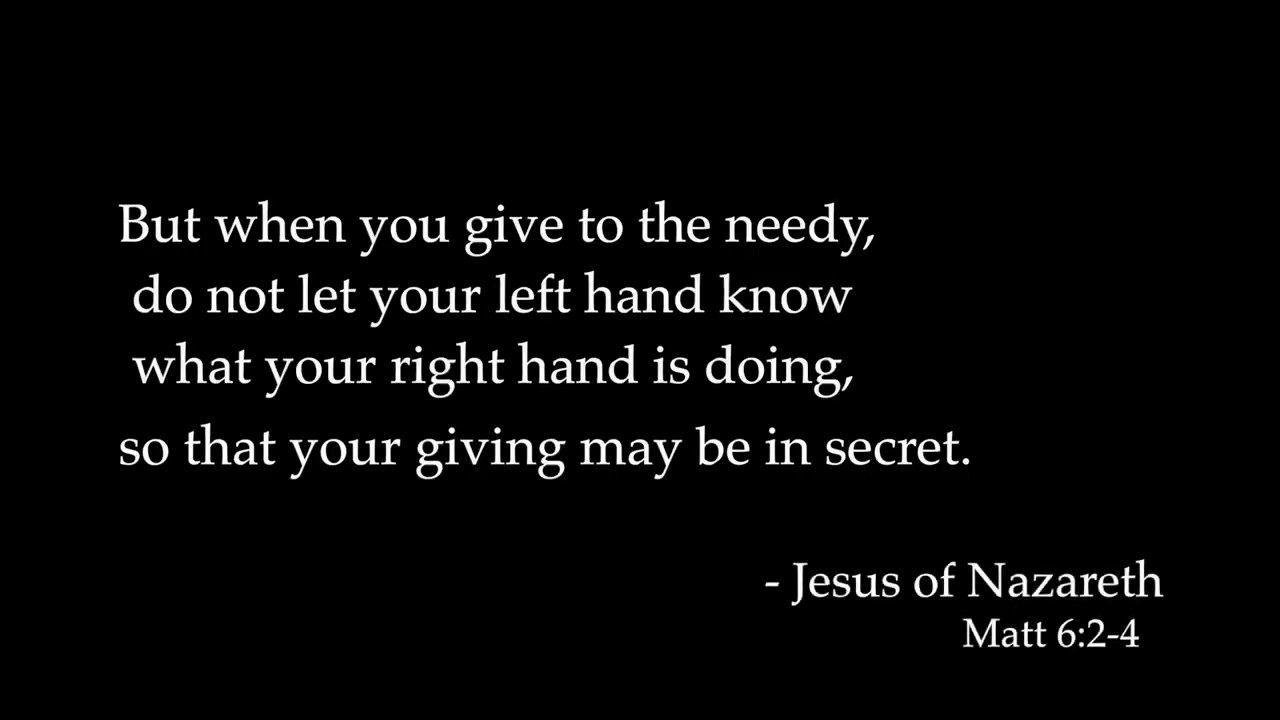 But when you give to the needy,
do not let your left hand know
what your right hand is doing,
so that your giving may be in secret.
- Jesus of Nazareth
Matt 6:2-4